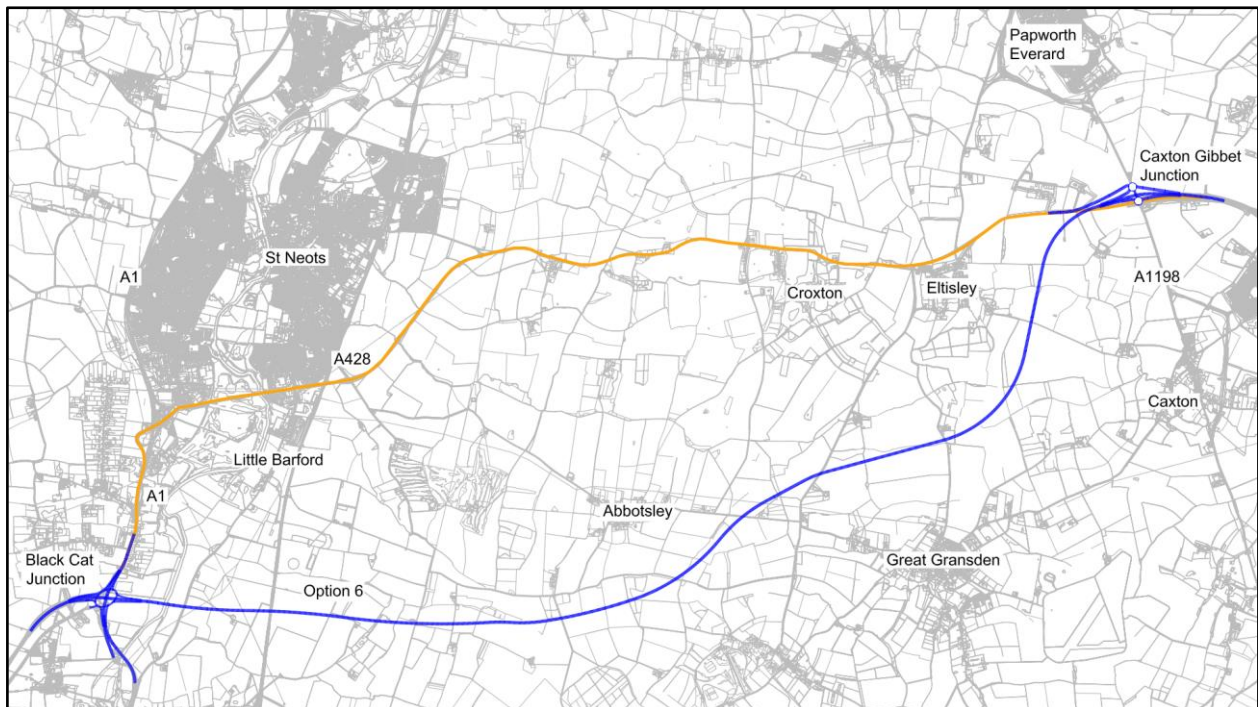 Papworth
Everard
Caxton Gibbet
Junction
A1
St Neots
A1198
Croxton
Eltisley
A428
Caxton
Little Barford
A1
Abbotsley
Black Cat
Junction
Great Gransden
Option 6